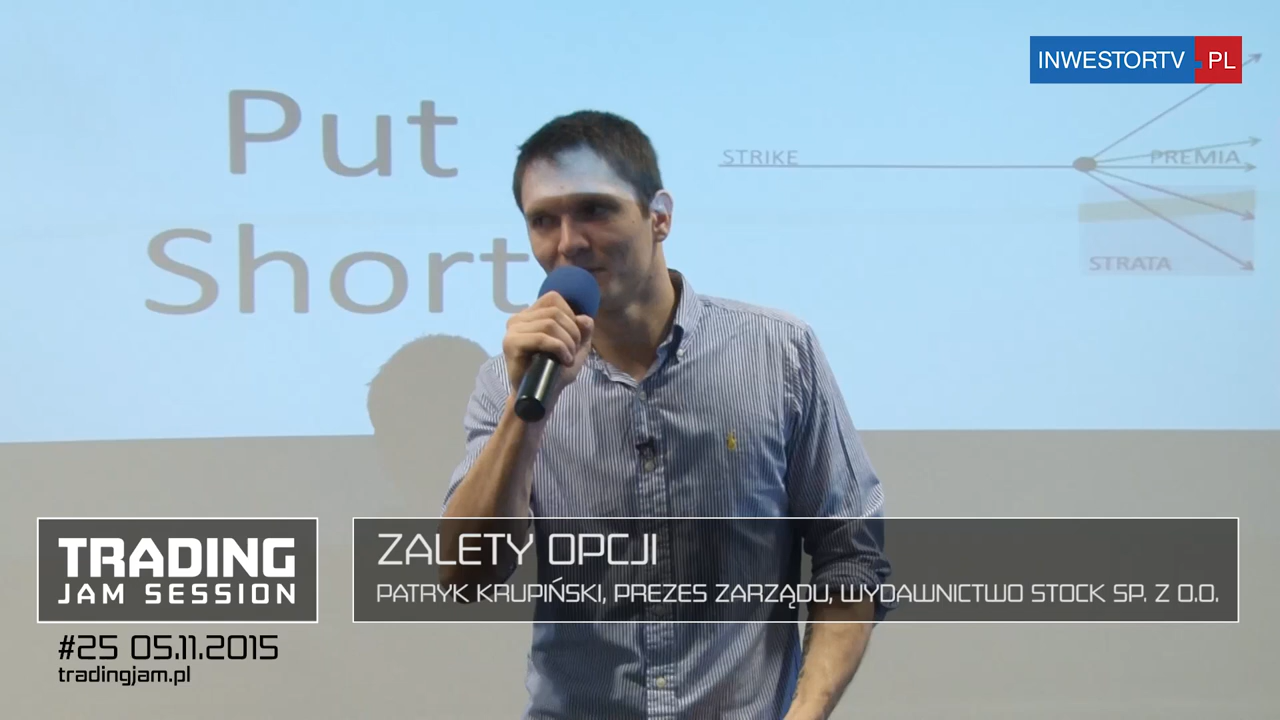 INWESTORTV.PL
Put
Short
STRIKE
PREMIA
STRATA
TRADING
JAM SESSION
ZALETY OPCJI
PATRYK KRUPIŃSKI, PREZES ZARZĄDU, WYDAWNICTWO STOCK SP. Z O.O.
#25 05.11.2015
tradingjam.pl